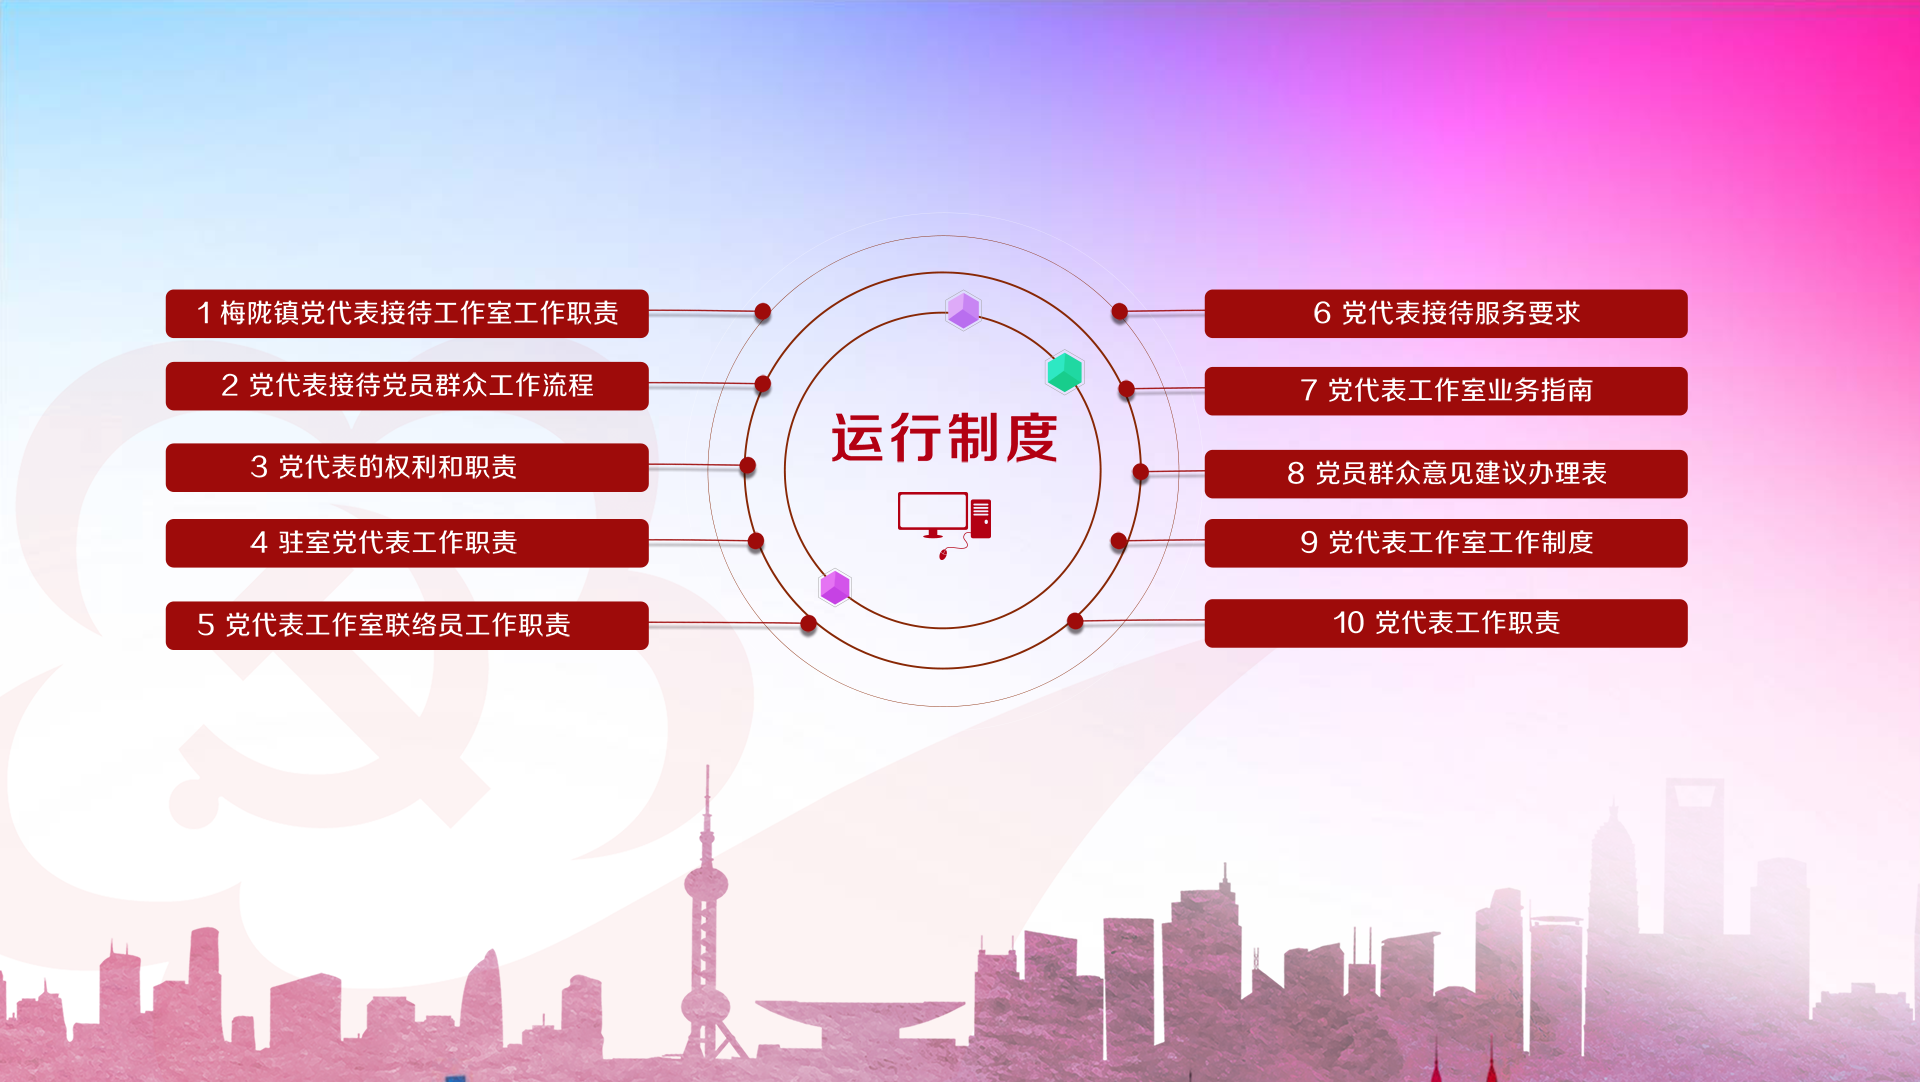 1 梅陇镇党代表接待工作室工作职责
2 党代表接待党员群众工作流程
3 党代表的权利和职责
4 驻室党代表工作职责
5 党代表工作室联络员工作职责
运行制度
6 党代表接待服务要求
7 党代表工作室业务指南
8 党员群众意见建议办理表
9 党代表工作室工作制度
10 党代表工作职责